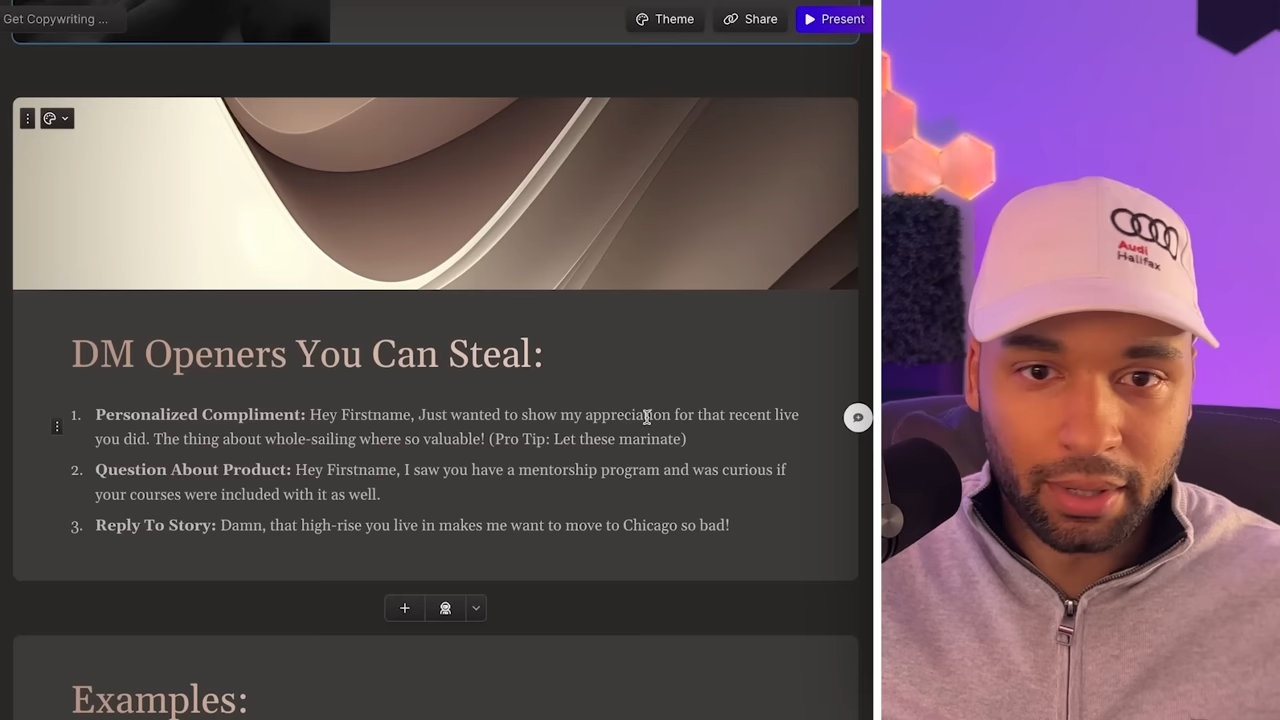 Get Copywriting ...
Theme
Share
Present
DM Openers You Can Steal:
1. Personalized Compliment: Hey Firstname, Just wanted to show my appreciation for that recent live
you did. The thing about whole-sailing where so valuable! (Pro Tip: Let these marinate)
2. Question About Product: Hey Firstname, I saw you have a mentorship program and was curious if
your courses were included with it as well.
3. Reply To Story: Damn, that high-rise you live in makes me want to move to Chicago so bad!
Examples:
Audi
Halifax